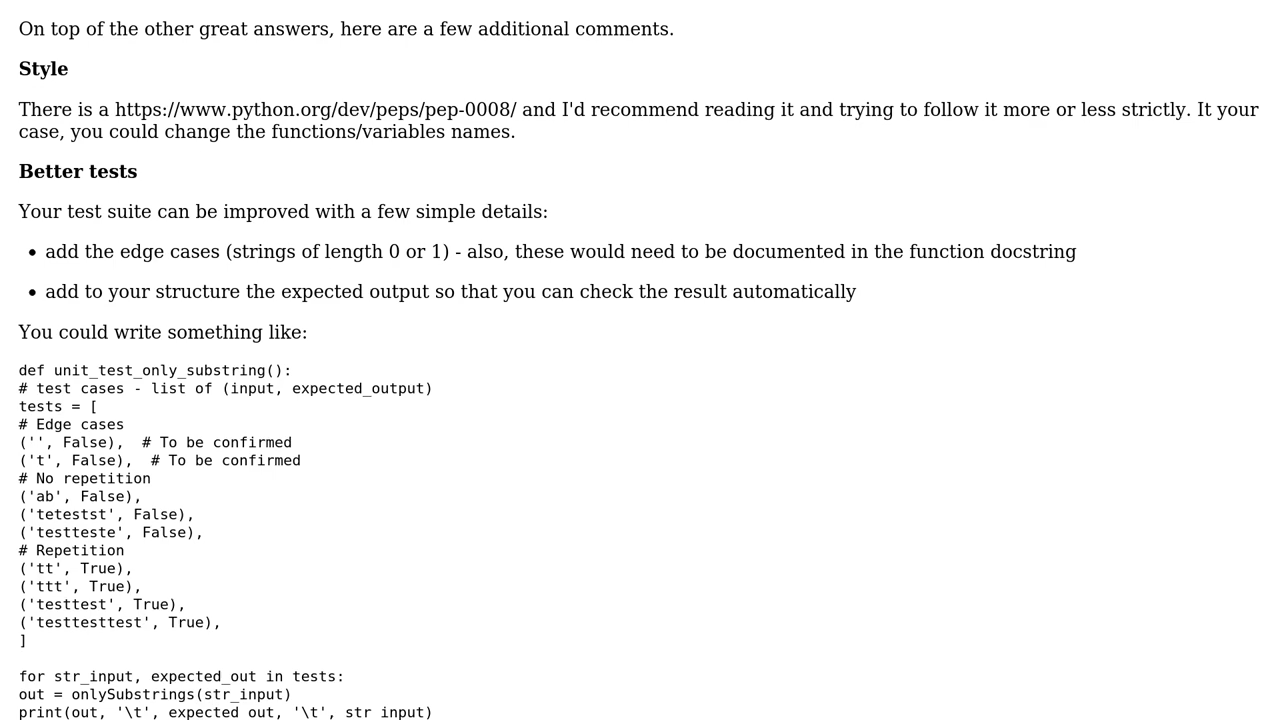 On top of the other great answers, here are a few additional comments.
Style
There is a https://www.python.org/dev/peps/pep-0008/ and I'd recommend reading it and trying to follow it more or less strictly. It your
case, you could change the functions/variables names.
Better tests
Your test suite can be improved with a few simple details:
• add the edge cases (strings of length 0 or 1) - also, these would need to be documented in the function docstring
• add to your structure the expected output so that you can check the result automatically
You could write something like:
def unit_test_only_substring():
# test cases - list of (input, expected_output)
tests = [
# Edge cases
('', False),  # To be confirmed
('t', False),  # To be confirmed
# No repetition
('ab', False),
('tetestst', False),
('testteste', False),
# Repetition
('tt', True),
('ttt', True),
('testtest', True),
('testtesttest', True),
]
for str_input, expected_out in tests:
out = onlySubstrings(str_input)
print(out, '\t', expected_out, '\t', str_input)